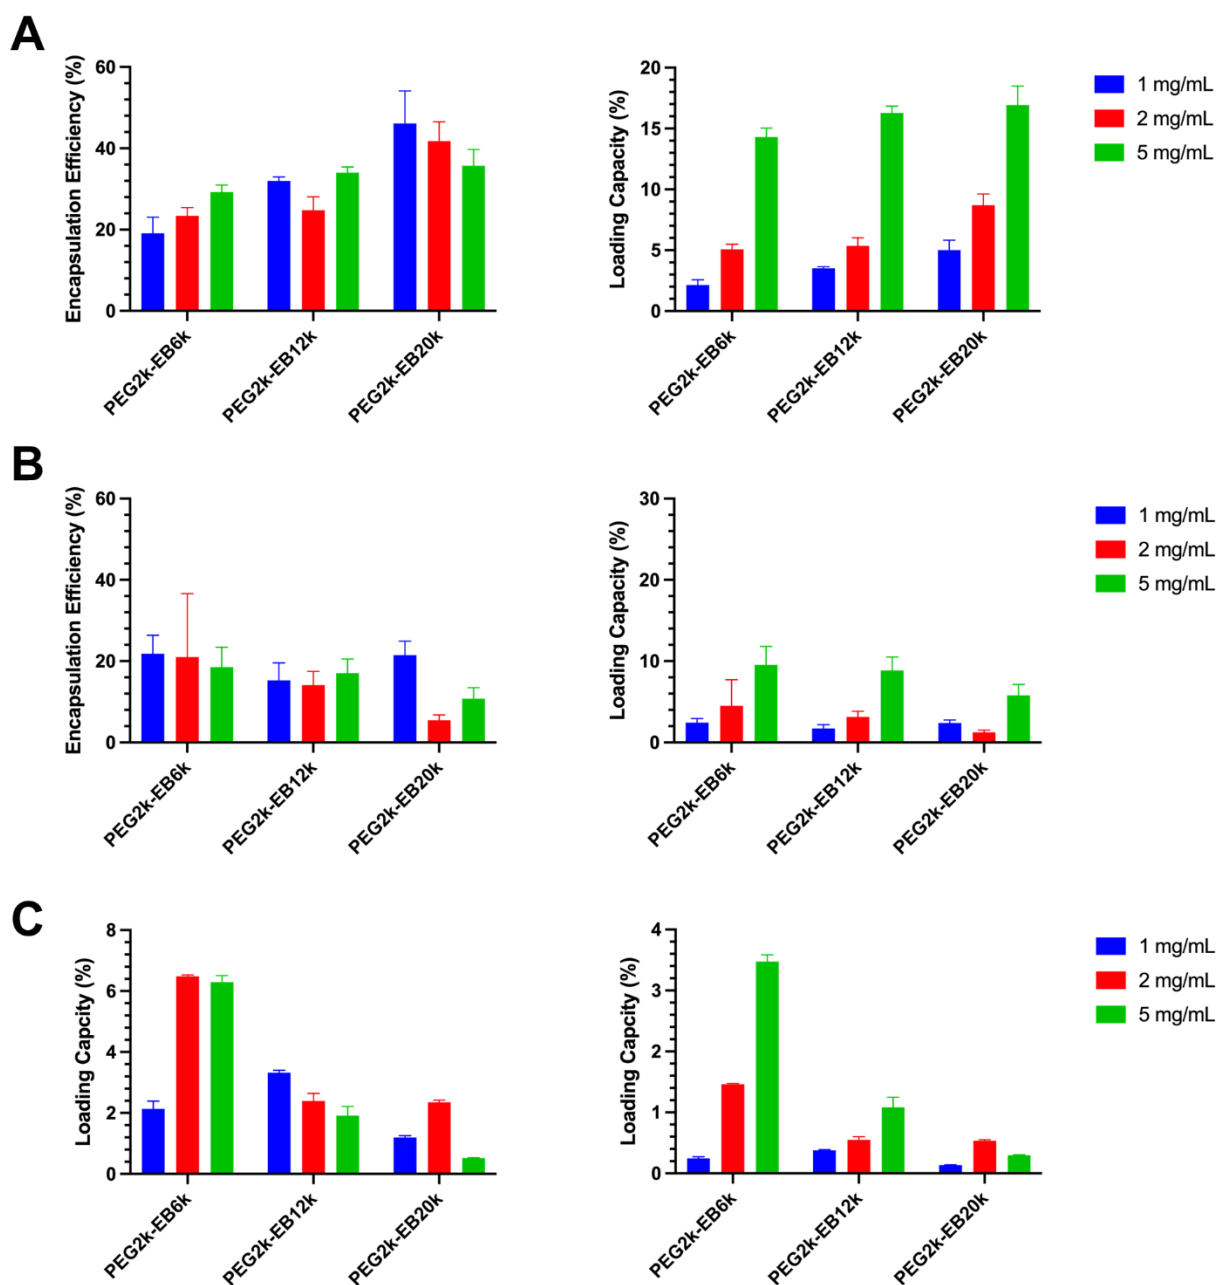 A
Encapsulation Efficiency (%)
60
40
20
0
PEG2k-EB6k
PEG2k-EB12k
PEG2k-EB20k
Loading Capacity (%)
20
15
10
5
0
PEG2k-EB6k
PEG2k-EB12k
PEG2k-EB20k
1 mg/mL
2 mg/mL
5 mg/mL
B
Encapsulation Efficiency (%)
60
40
20
0
PEG2k-EB6k
PEG2k-EB12k
PEG2k-EB20k
Loading Capacity (%)
30
20
10
0
PEG2k-EB6k
PEG2k-EB12k
PEG2k-EB20k
1 mg/mL
2 mg/mL
5 mg/mL
C
Loading Capcity (%)
8
6
4
2
0
PEG2k-EB6k
PEG2k-EB12k
PEG2k-EB20k
Loading Capcity (%)
4
3
2
1
0
PEG2k-EB6k
PEG2k-EB12k
PEG2k-EB20k
1 mg/mL
2 mg/mL
5 mg/mL